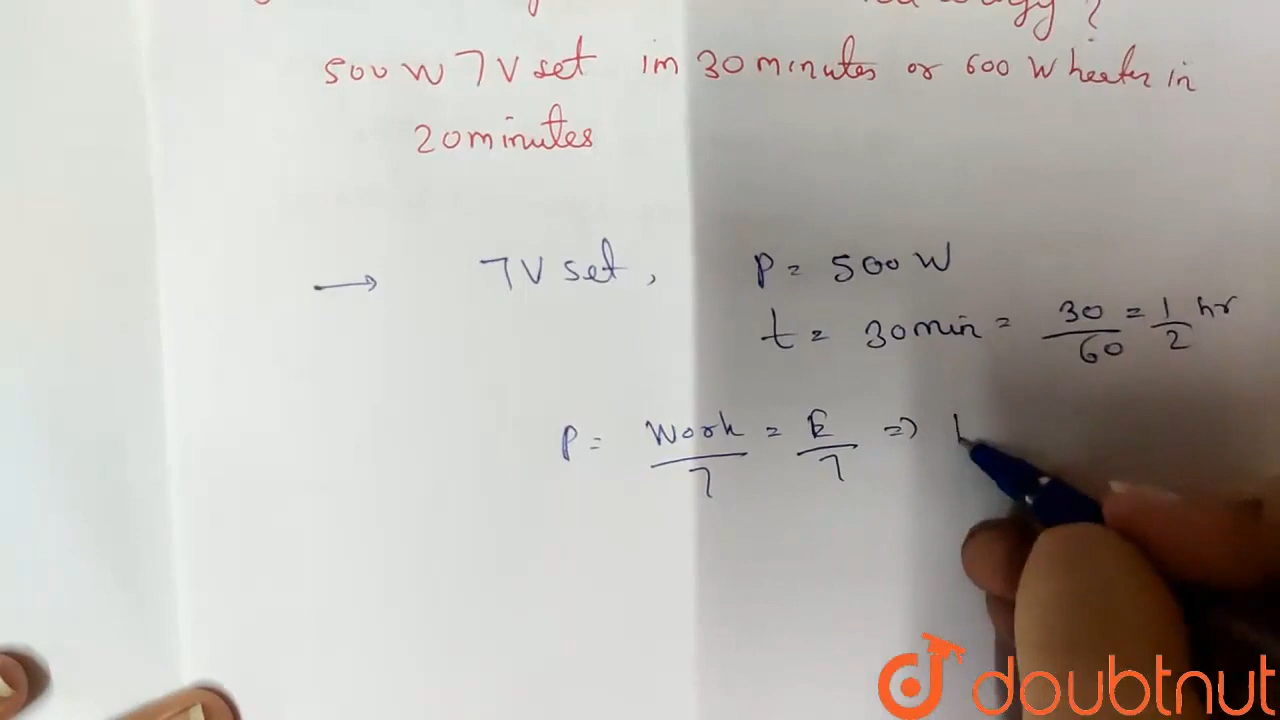 ?
500 W TV set in 30 minutes or 600 W heater in
20 minutes
→ TV set, P = 500 W
t = 30 min = 30/60 = 1/2 hr
P = Work/T = E/T ⇒
doubtnut